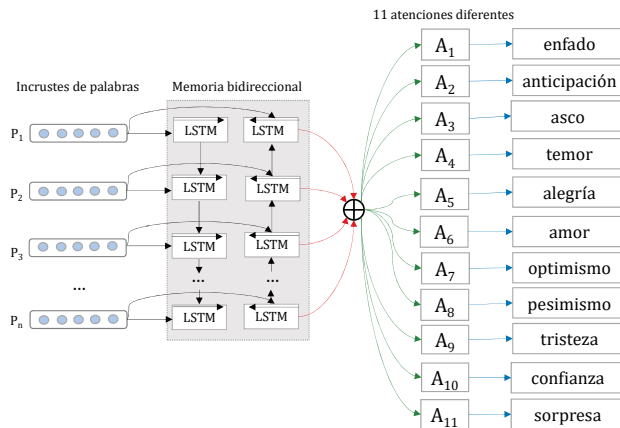 11 atenciones diferentes
Incrustes de palabras
Memoria bidireccional
P1
LSTM
LSTM
P2
LSTM
LSTM
P3
LSTM
LSTM
...
...
...
Pn
LSTM
LSTM
A1
enfado
A2
anticipación
A3
asco
A4
temor
A5
alegría
A6
amor
A7
optimismo
A8
pesimismo
A9
tristeza
A10
confianza
A11
sorpresa